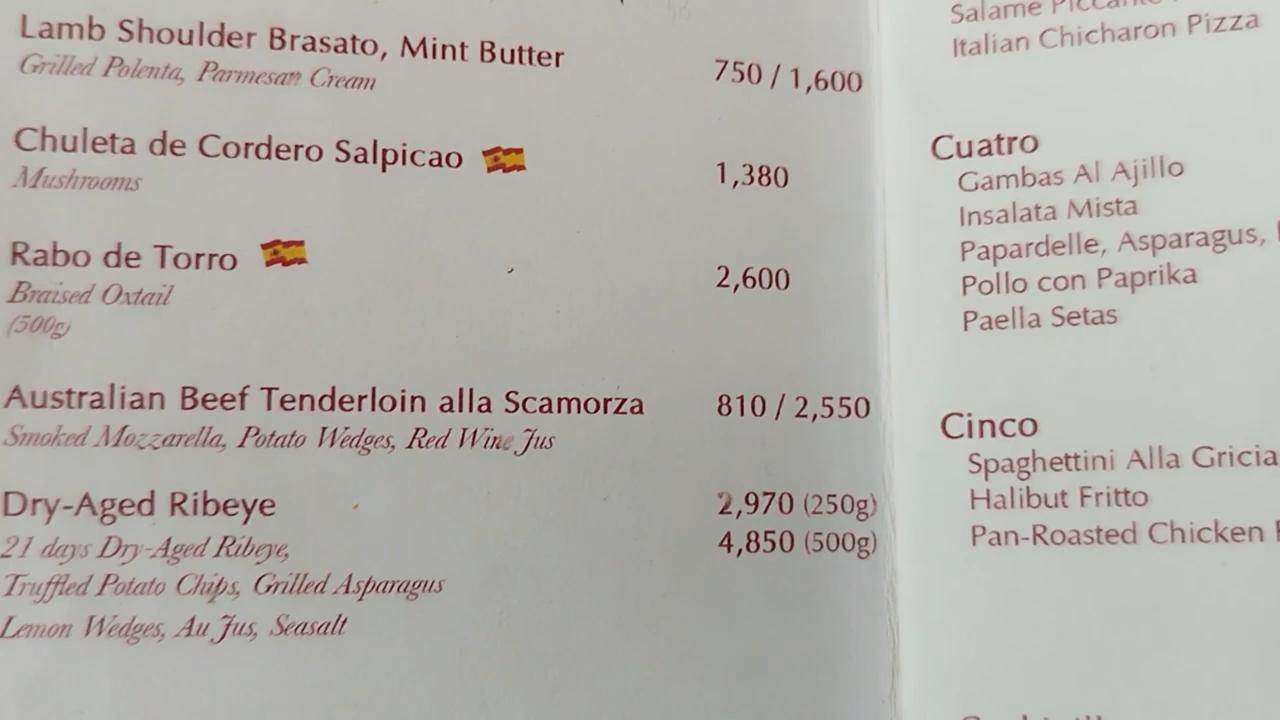 Lamb Shoulder Brasato, Mint Butter
Grilled Polenta, Parmesan Cream
750 / 1,600
Chuleta de Cordero Salpicao
Mushrooms
1,380
Rabo de Torro
Braised Oxtail
(500g)
2,600
Australian Beef Tenderloin alla Scamorza
810 / 2,550
Smoked Mozzarella, Potato Wedges, Red Wine Jus
Dry-Aged Ribeye
2,970 (250g)
21 days Dry-Aged Ribeye,
4,850 (500g)
Truffled Potato Chips, Grilled Asparagus
Lemon Wedges, Au Jus, Seasalt
Salame
Italian Chicharon Pizza
Cuatro
Gambas Al Ajillo
Insalata Mista
Papardelle, Asparagus,
Pollo con Paprika
Paella Setas
Cinco
Spaghettini Alla Gricia
Halibut Fritto
Pan-Roasted Chicken